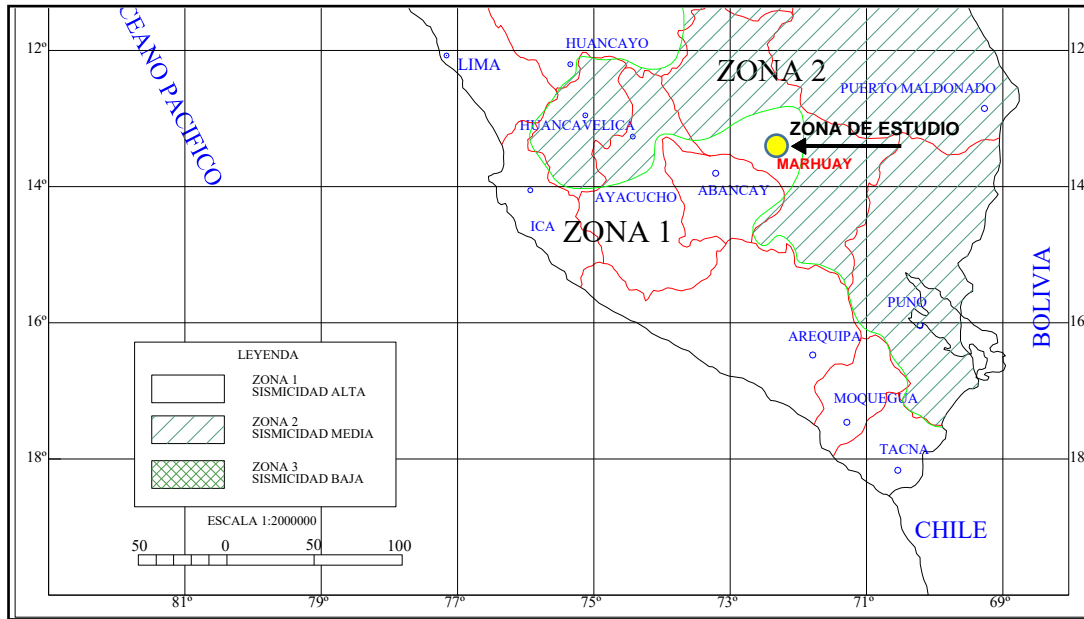 CEANO PACIFICO
12º
14º
16º
18º
HUANCAYO
LIMA
ZONA 2
PUERTO MALDONADO
HUANCAVELICA
ZONA DE ESTUDIO
MARHUAY
AYACUCHO
ABANCAY
ICA
ZONA 1
PUNO
BOLIVIA
AREQUIPA
MOQUEGUA
TACNA
CHILE
LEYENDA
ZONA 1
SISMICIDAD ALTA
ZONA 2
SISMICIDAD MEDIA
ZONA 3
SISMICIDAD BAJA
ESCALA 1:2000000
50 0 50 100
81º 79º 77º 75º 73º 71º 69º
12
14
16
18